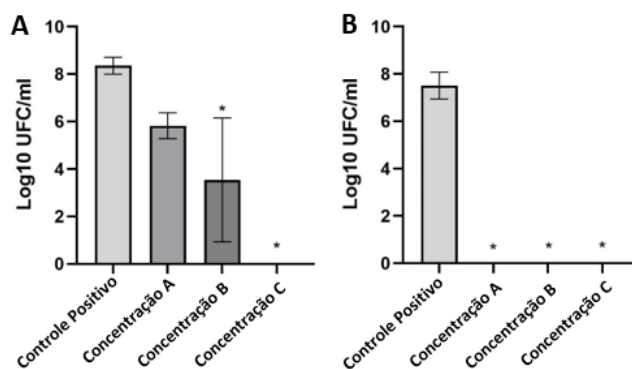 A
Log10 UFC/ml
10
8
6
4
2
0
*
*
Controle Positivo
Concentração A
Concentração B
Concentração C
B
Log10 UFC/ml
10
8
6
4
2
0
*
*
*
Controle Positivo
Concentração A
Concentração B
Concentração C